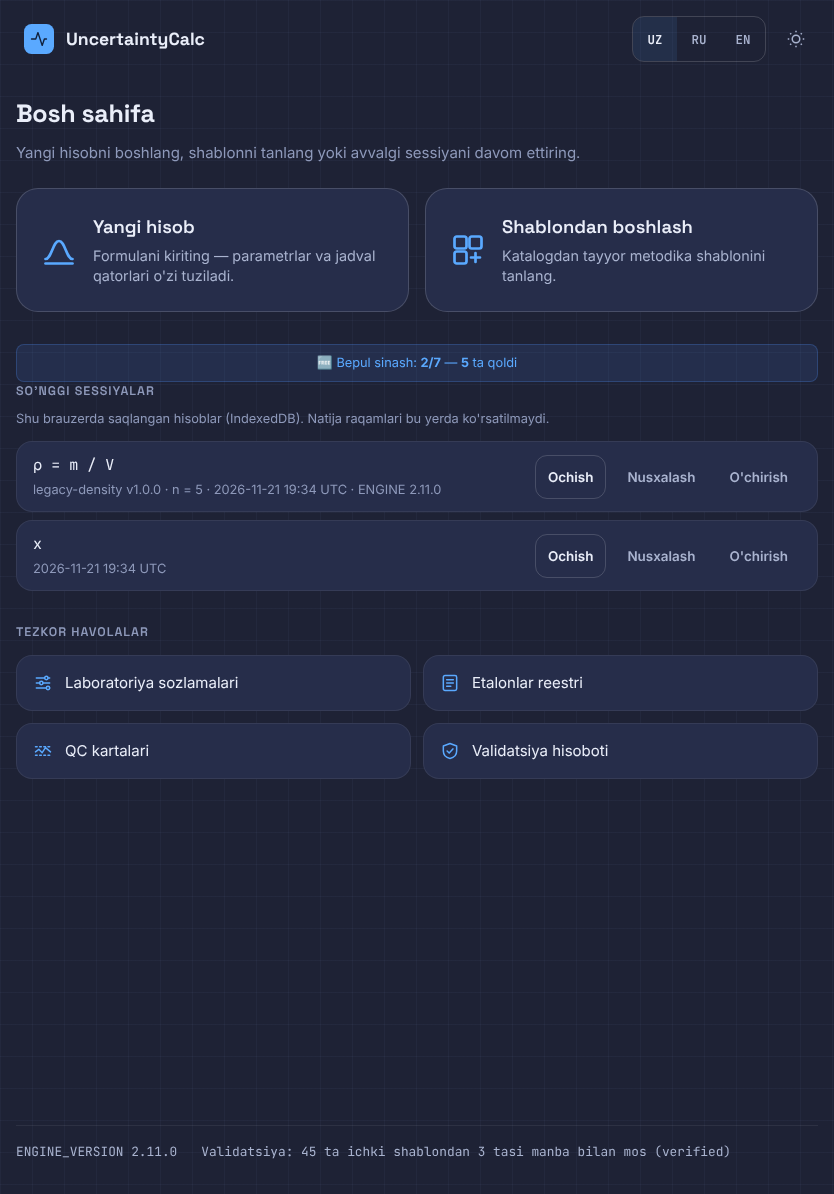 UncertaintyCalc
UZ RU EN
Bosh sahifa
Yangi hisobni boshlang, shablonni tanlang yoki avvalgi sessiyani davom ettiring.
Yangi hisob
Formulani kiriting — parametrlar va jadval
qatorlari o'zi tuziladi.
Shablondan boshlash
Katalogdan tayyor metodika shablonini
tanlang.
🆓 Bepul sinash: 2/7 — 5 ta qoldi
SO'NGGI SESSIYALAR
Shu brauzerda saqlangan hisoblar (IndexedDB). Natija raqamlari bu yerda ko'rsatilmaydi.
ρ = m / V
legacy-density v1.0.0 · n = 5 · 2026-11-21 19:34 UTC · ENGINE 2.11.0
Ochish Nusxalash O'chirish
x
2026-11-21 19:34 UTC
Ochish Nusxalash O'chirish
TEZKOR HAVOLALAR
Laboratoriya sozlamalari
Etalonlar reestri
QC kartalari
Validatsiya hisoboti
ENGINE_VERSION 2.11.0 Validatsiya: 45 ta ichki shablondan 3 tasi manba bilan mos (verified)